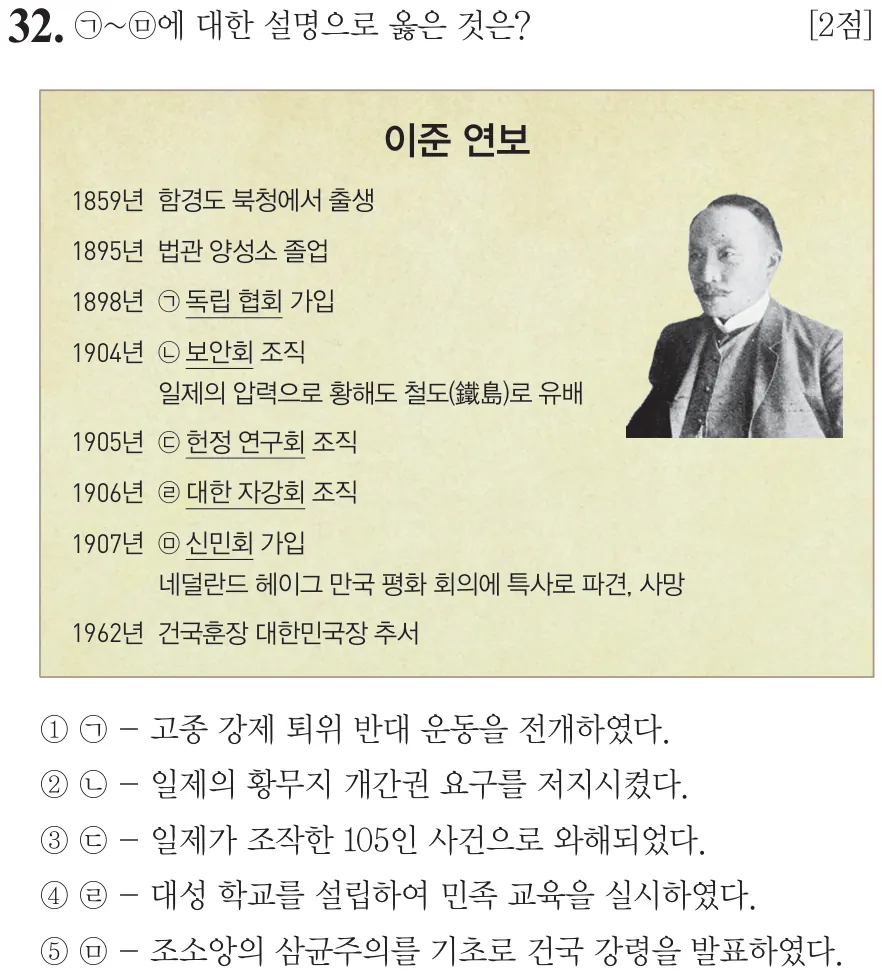 32. ㉠~㉤에 대한 설명으로 옳은 것은? [2점]
이준 연보
1859년 함경도 북청에서 출생
1895년 법관 양성소 졸업
1898년 ㉠ 독립 협회 가입
1904년 ㉡ 보안회 조직
일제의 압력으로 황해도 철도(鐵島)로 유배
1905년 ㉢ 헌정 연구회 조직
1906년 ㉣ 대한 자강회 조직
1907년 ㉤ 신민회 가입
네덜란드 헤이그 만국 평화 회의에 특사로 파견, 사망
1962년 건국훈장 대한민국장 추서
① ㉠ - 고종 강제 퇴위 반대 운동을 전개하였다.
② ㉡ - 일제의 황무지 개간권 요구를 저지시켰다.
③ ㉢ - 일제가 조작한 105인 사건으로 와해되었다.
④ ㉣ - 대성 학교를 설립하여 민족 교육을 실시하였다.
⑤ ㉤ - 조소앙의 삼균주의를 기초로 건국 강령을 발표하였다.